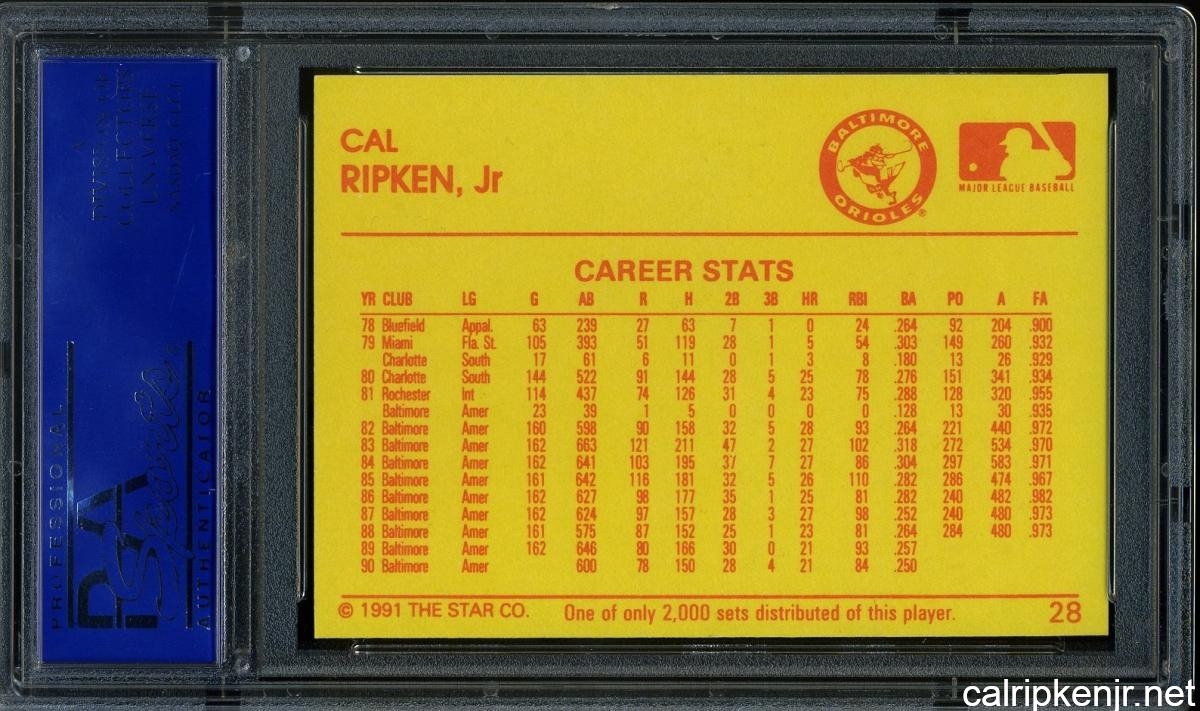 A
DIVISION OF
COLLECTORS
UNIVERSE
NASDAQ: CLCT
PROFESSIONAL
PSA
Sports
AUTHENTICATOR
CAL
RIPKEN, Jr
BALTIMORE
ORIOLES
®
MAJOR LEAGUE BASEBALL
CAREER STATS
YR CLUB LG G AB R H 2B 3B HR RBI BA PO A FA
78 Bluefield Appal. 63 239 27 63 7 1 0 24 .264 92 204 .900
79 Miami Fla. St. 105 393 51 119 28 1 5 54 .303 149 260 .932
Charlotte South 17 61 6 11 0 1 3 8 .180 13 26 .929
80 Charlotte South 144 522 91 144 28 5 25 78 .276 151 341 .934
81 Rochester Int 114 437 74 126 31 4 23 75 .288 128 320 .955
Baltimore Amer 23 39 1 5 0 0 0 0 .128 13 30 .935
82 Baltimore Amer 160 598 90 158 32 5 28 93 .264 221 440 .972
83 Baltimore Amer 162 663 121 211 47 2 27 102 .318 272 534 .970
84 Baltimore Amer 162 641 103 195 37 7 27 86 .304 297 583 .971
85 Baltimore Amer 161 642 116 181 32 5 26 110 .282 286 474 .967
86 Baltimore Amer 162 627 98 177 35 1 25 81 .282 240 482 .982
87 Baltimore Amer 162 624 97 157 28 3 27 98 .252 240 480 .973
88 Baltimore Amer 161 575 87 152 25 1 23 81 .264 284 480 .973
89 Baltimore Amer 162 646 80 166 30 0 21 93 .257
90 Baltimore Amer 600 78 150 28 4 21 84 .250
© 1991 THE STAR CO. One of only 2,000 sets distributed of this player. 28
calripkenjr.net